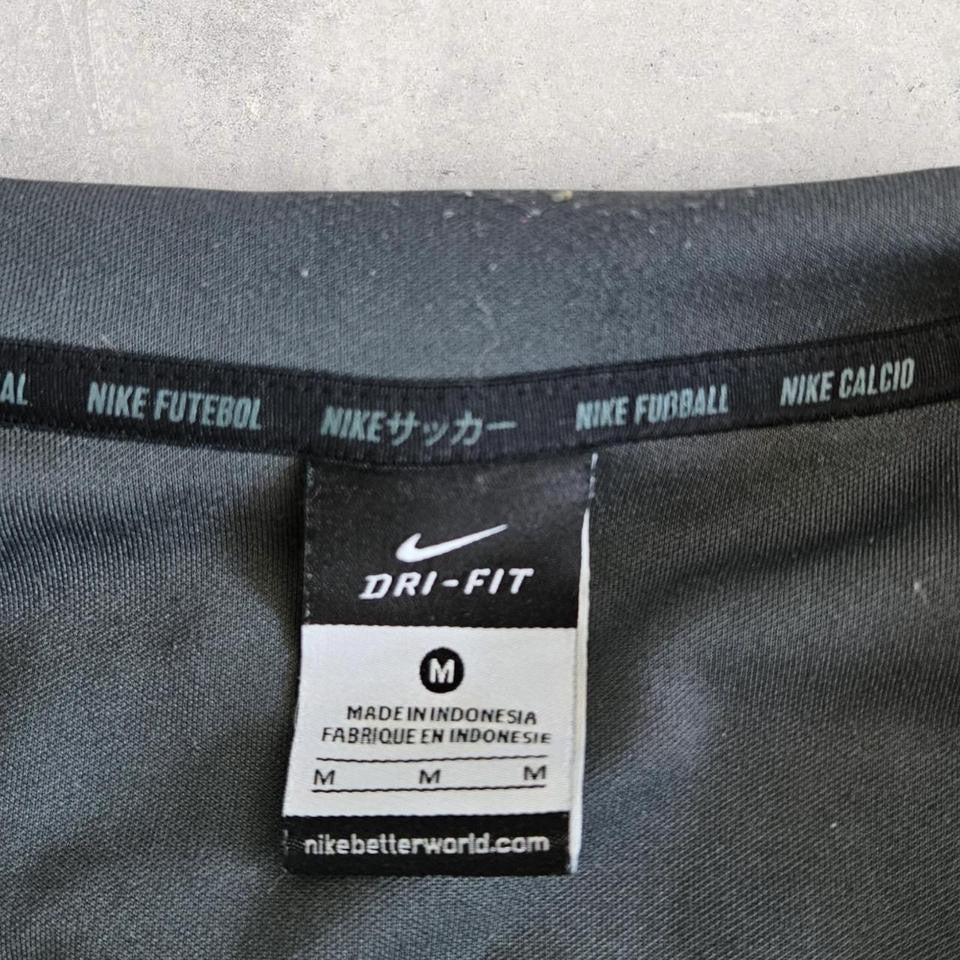 AL NIKE FUTEBOL NIKEサッカー NIKE FUßBALL NIKE CALCIO
DRI-FIT
M
MADE IN INDONESIA
FABRIQUE EN INDONESIE
M M M
nikebetterworld.com